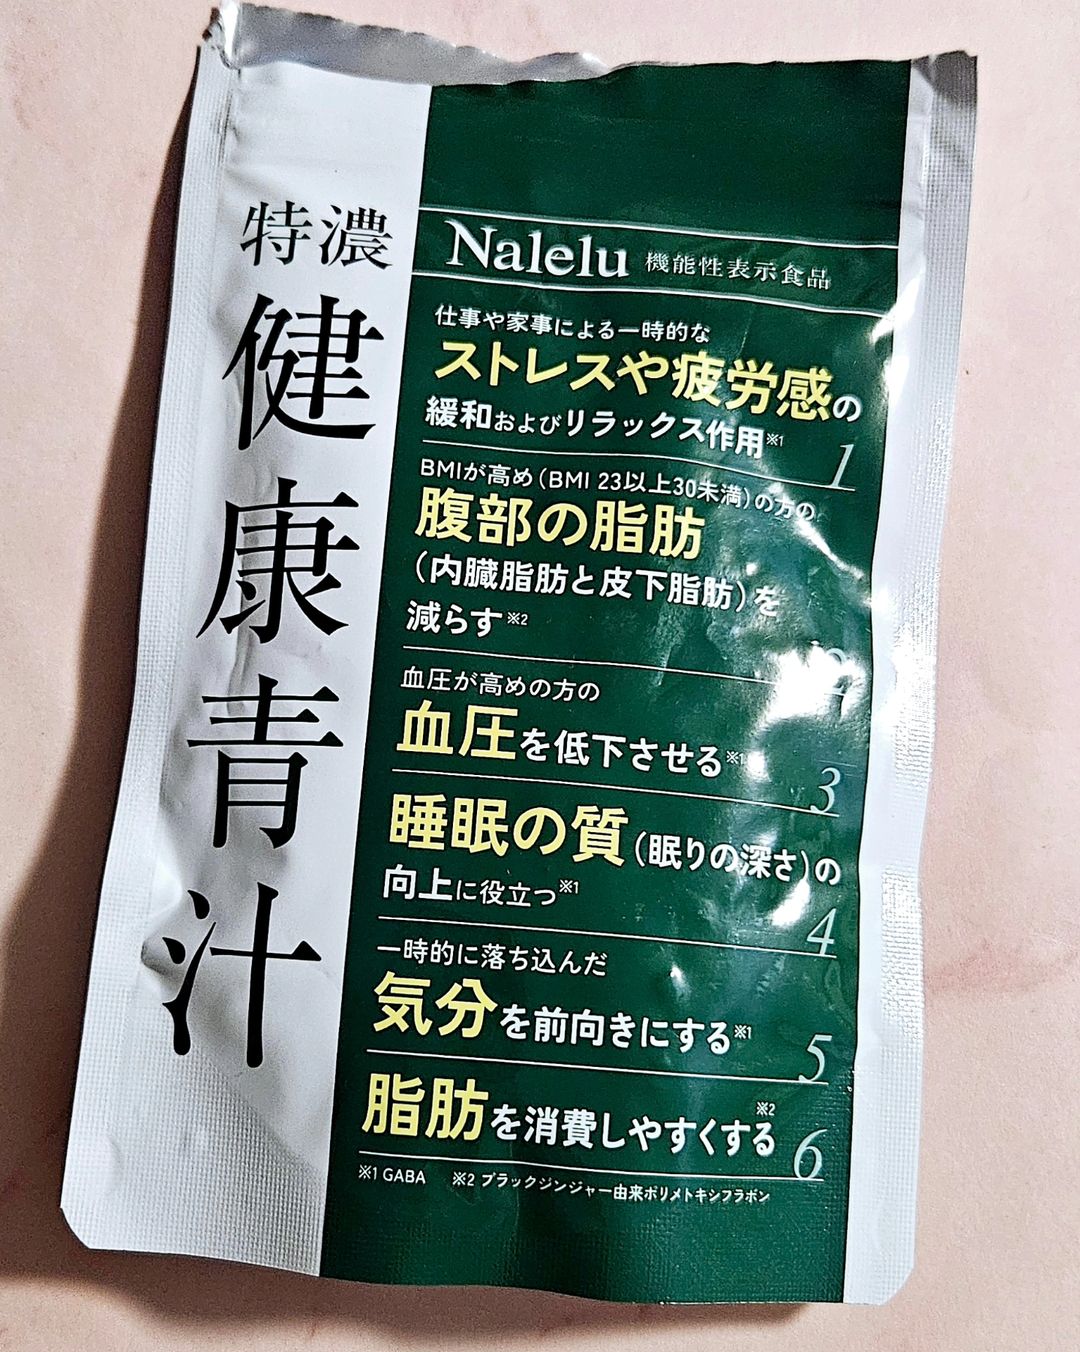 特濃
健康青汁
Nalelu 機能性表示食品
仕事や家事による一時的な
ストレスや疲労感の
緩和およびリラックス作用※1
1
BMIが高め(BMI 23以上30未満)の方の
腹部の脂肪
(内臓脂肪と皮下脂肪)を
減らす※2
血圧が高めの方の
血圧を低下させる※1
3
睡眠の質(眠りの深さ)の
向上に役立つ※1
4
一時的に落ち込んだ
気分を前向きにする※1
5
脂肪を消費しやすくする※2
6
※1 GABA ※2 ブラックジンジャー由来ポリメトキシフラボン